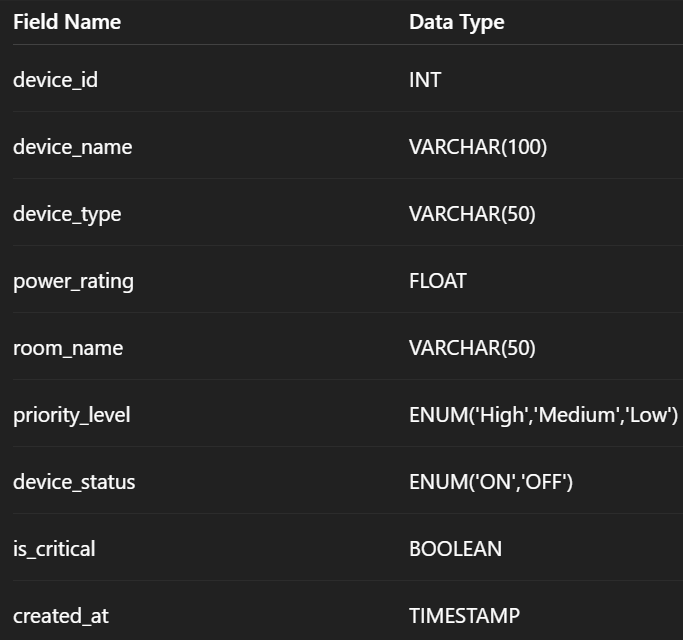 Field Name Data Type
device_id INT
device_name VARCHAR(100)
device_type VARCHAR(50)
power_rating FLOAT
room_name VARCHAR(50)
priority_level ENUM('High','Medium','Low')
device_status ENUM('ON','OFF')
is_critical BOOLEAN
created_at TIMESTAMP